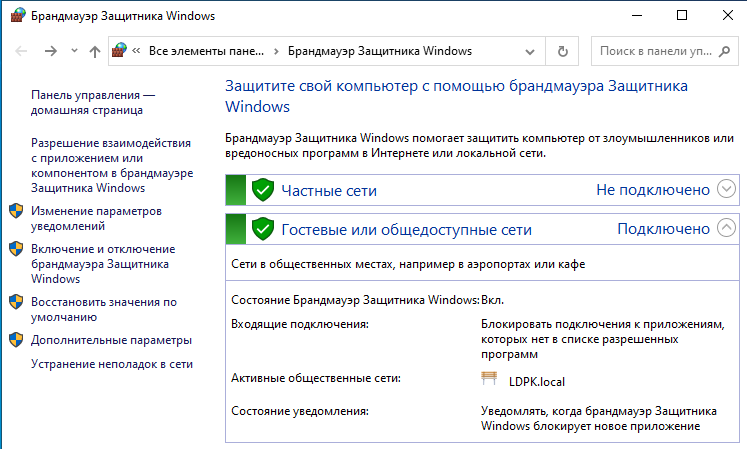 Брандмауэр Защитника Windows
Все элементы пане...
Брандмауэр Защитника Windows
Поиск в панели уп...
Панель управления —
домашняя страница
Разрешение взаимодействия
с приложением или
компонентом в брандмауэре
Защитника Windows
Изменение параметров
уведомлений
Включение и отключение
брандмауэра Защитника
Windows
Восстановить значения по
умолчанию
Дополнительные параметры
Устранение неполадок в сети
Защитите свой компьютер с помощью брандмауэра Защитника
Windows
Брандмауэр Защитника Windows помогает защитить компьютер от злоумышленников или
вредоносных программ в Интернете или локальной сети.
Частные сети
Не подключено
Гостевые или общедоступные сети
Подключено
Сети в общественных местах, например в аэропортах или кафе
Состояние Брандмауэр Защитника Windows: Вкл.
Входящие подключения:
Блокировать подключения к приложениям,
которых нет в списке разрешенных
программ
Активные общественные сети:
LDPK.local
Состояние уведомления:
Уведомлять, когда брандмауэр Защитника
Windows блокирует новое приложение